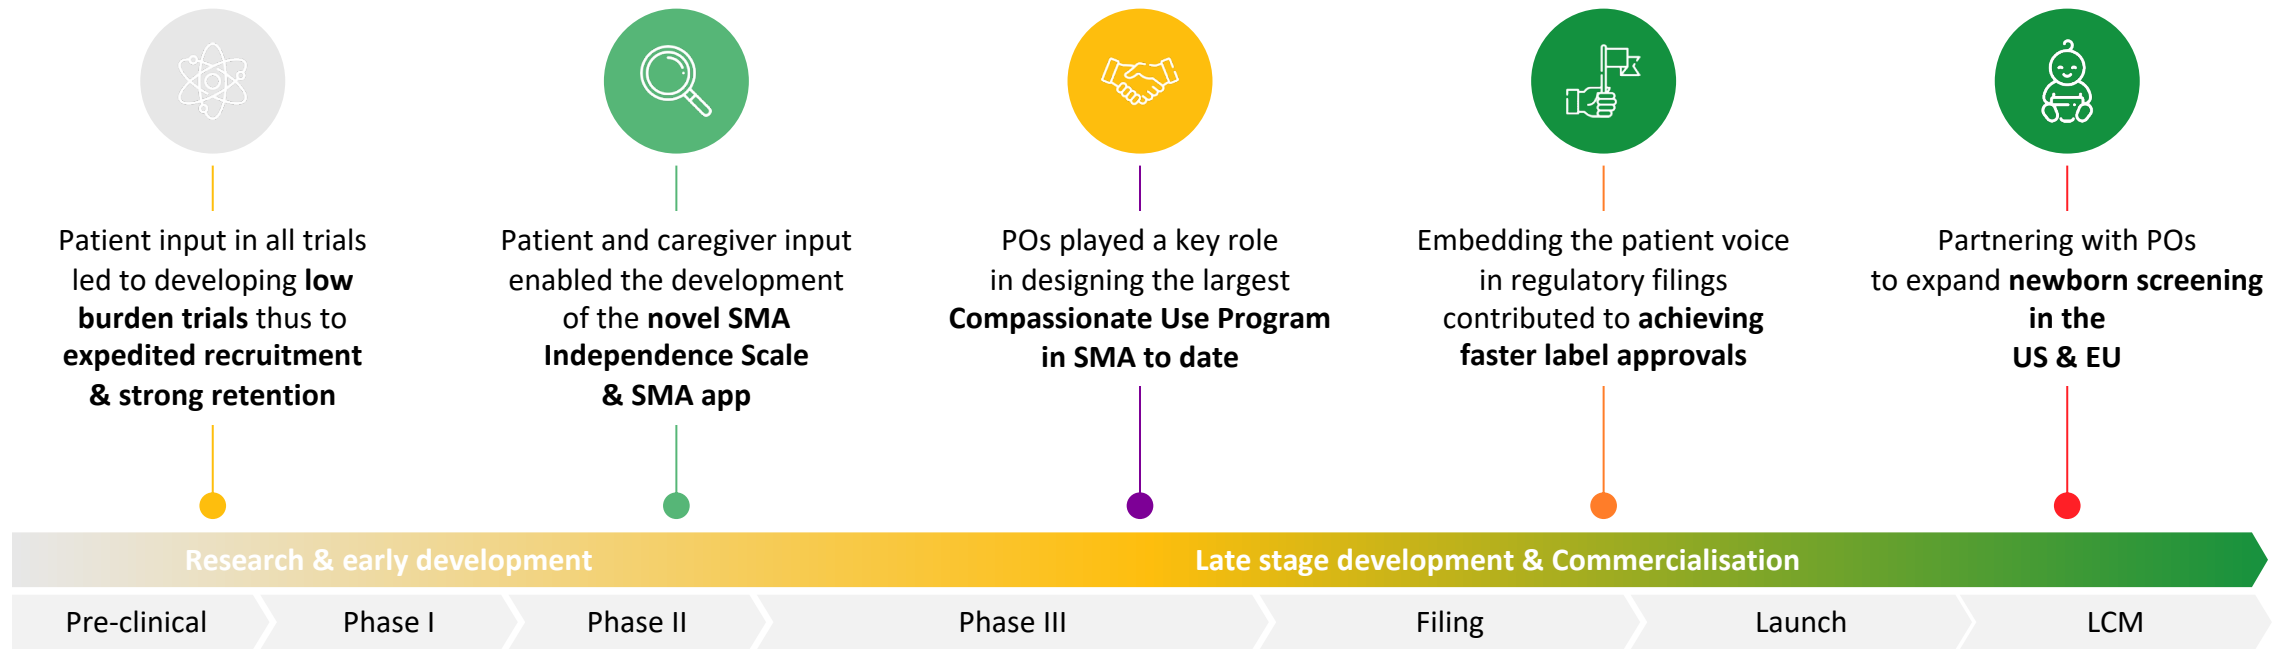 Patient input in all trials
led to developing low
burden trials thus to
expedited recruitment
& strong retention
Patient and caregiver input
enabled the development
of the novel SMA
Independence Scale
& SMA app
POs played a key role
in designing the largest
Compassionate Use Program
in SMA to date
Embedding the patient voice
in regulatory filings
contributed to achieving
faster label approvals
Partnering with POs
to expand newborn screening
in the
US & EU
Research & early development
Late stage development & Commercialisation
Pre-clinical
Phase I
Phase II
Phase III
Filing
Launch
LCM